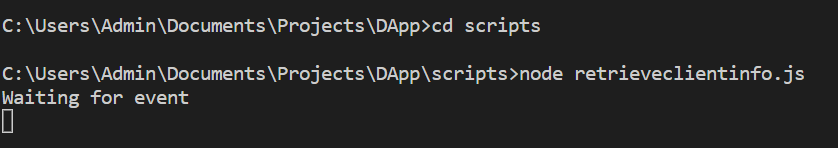 C:\Users\Admin\Documents\Projects\DApp>cd scripts
C:\Users\Admin\Documents\Projects\DApp\scripts>node retrieveclientinfo.js
Waiting for event